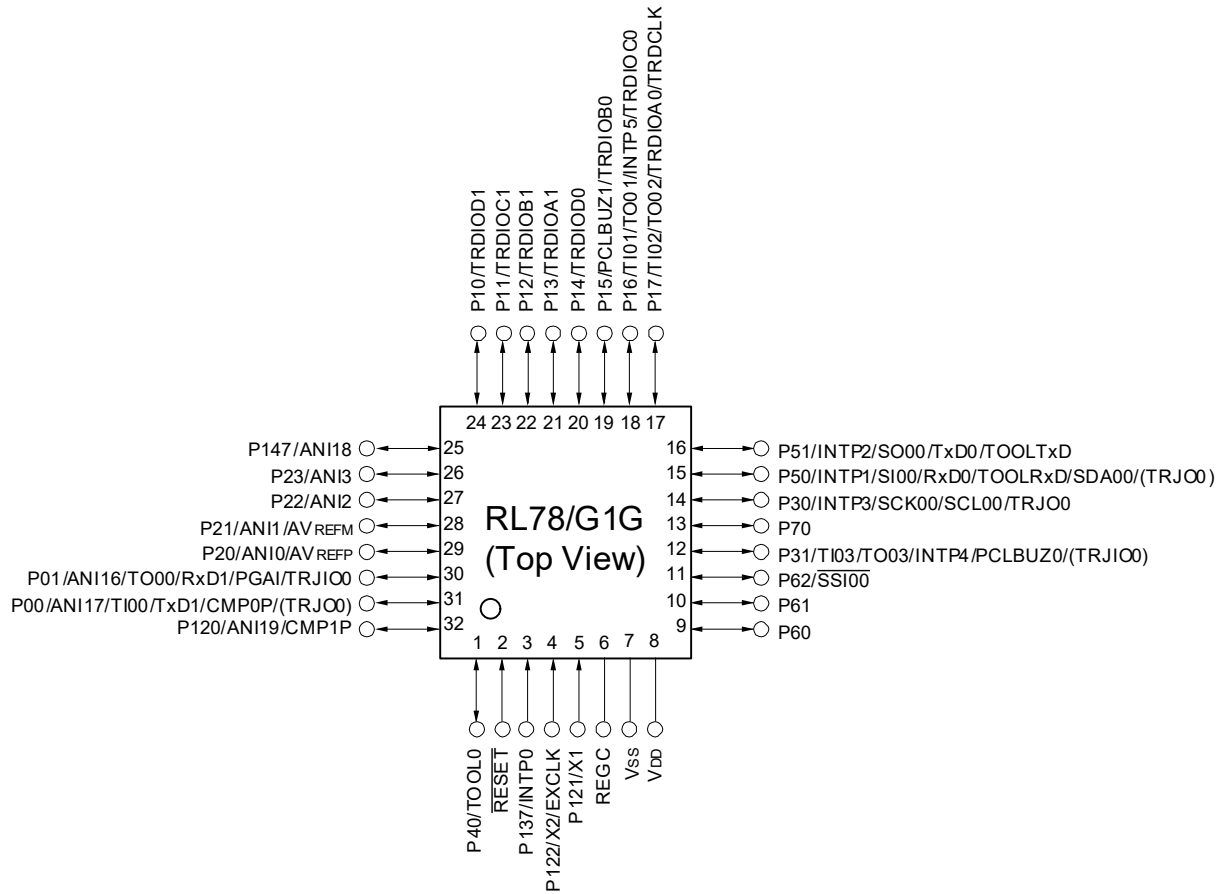 P10/TRDIOD1
P11/TRDIOC1
P12/TRDIOB1
P13/TRDIOA1
P14/TRDIOD0
P15/PCLBUZ1/TRDIOB0
P16/TI01/TO01/INTP5/TRDIOC0
P17/TI02/TO02/TRDIOA0/TRDCLK
24 23 22 21 20 19 18 17
P147/ANI18 25
P23/ANI3 26
P22/ANI2 27
P21/ANI1/AVREFM 28
P20/ANI0/AVREFP 29
P01/ANI16/TO00/RxD1/PGAI/TRJIO0 30
P00/ANI17/TI00/TxD1/CMP0P/(TRJO0) 31
P120/ANI19/CMP1P 32
RL78/G1G
(Top View)
16 P51/INTP2/SO00/TxD0/TOOLTxD
15 P50/INTP1/SI00/RxD0/TOOLRxD/SDA00/(TRJO0)
14 P30/INTP3/SCK00/SCL00/TRJO0
13 P70
12 P31/TI03/TO03/INTP4/PCLBUZ0/(TRJIO0)
11 P62/SSI00
10 P61
9 P60
1 2 3 4 5 6 7 8
P40/TOOL0
RESET
P137/INTP0
P122/X2/EXCLK
P121/X1
REGC
VSS
VDD